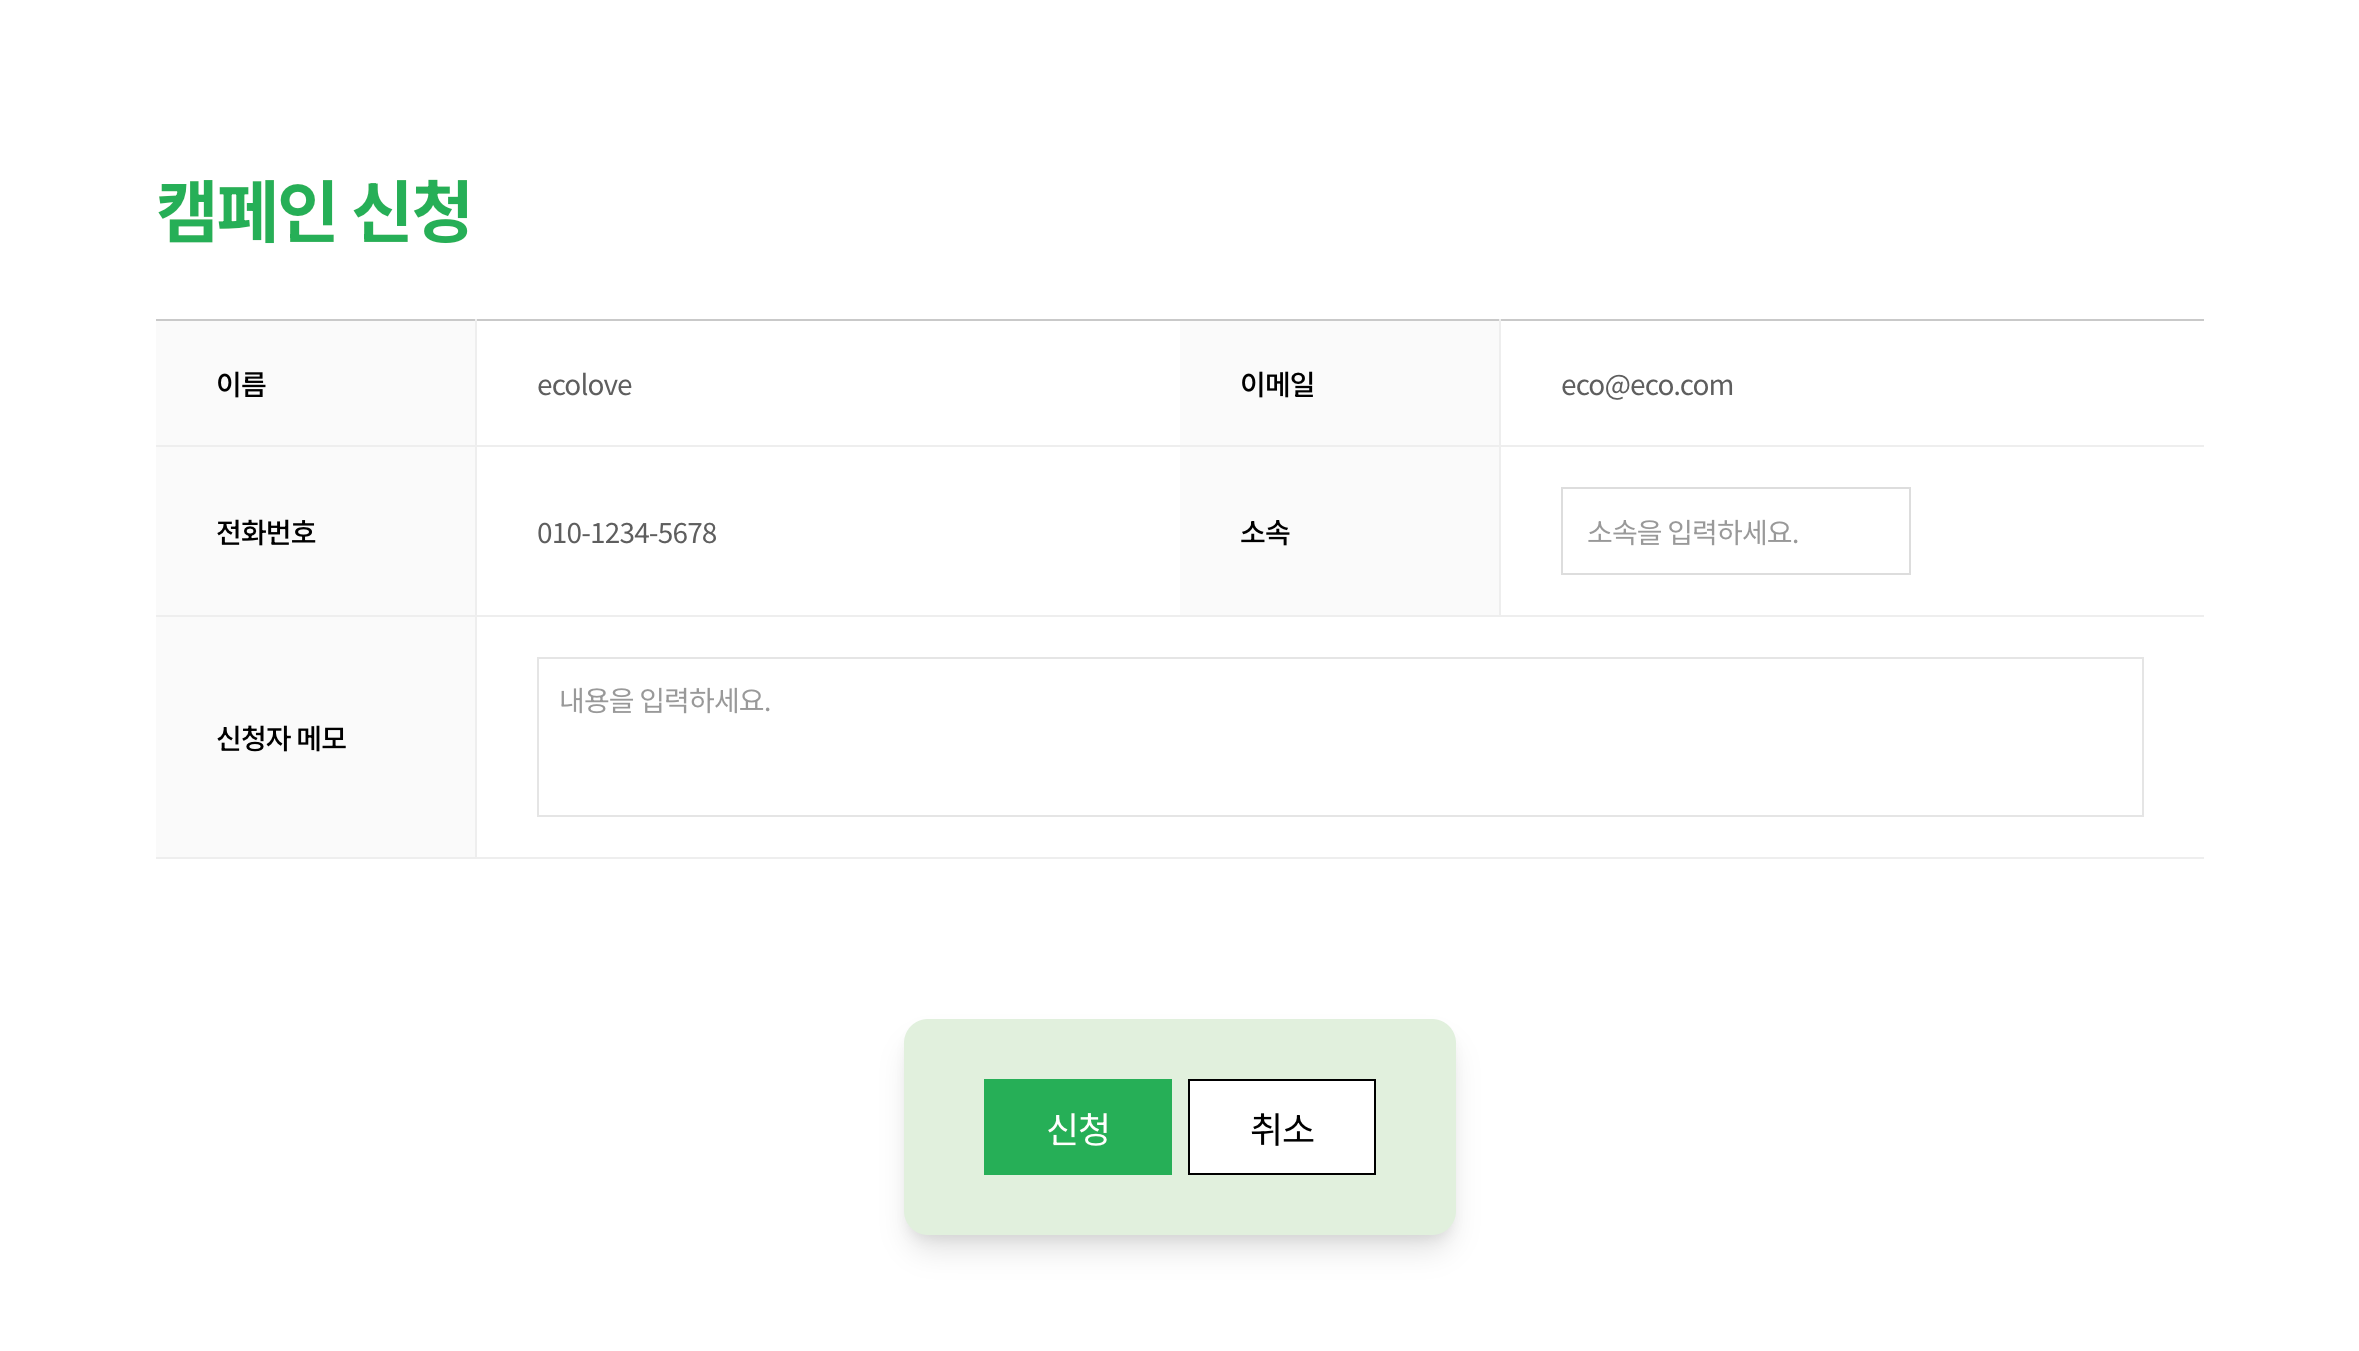 캠페인 신청
이름 ecolove 이메일 eco@eco.com
전화번호 010-1234-5678 소속 소속을 입력하세요.
신청자 메모 내용을 입력하세요.
신청 취소